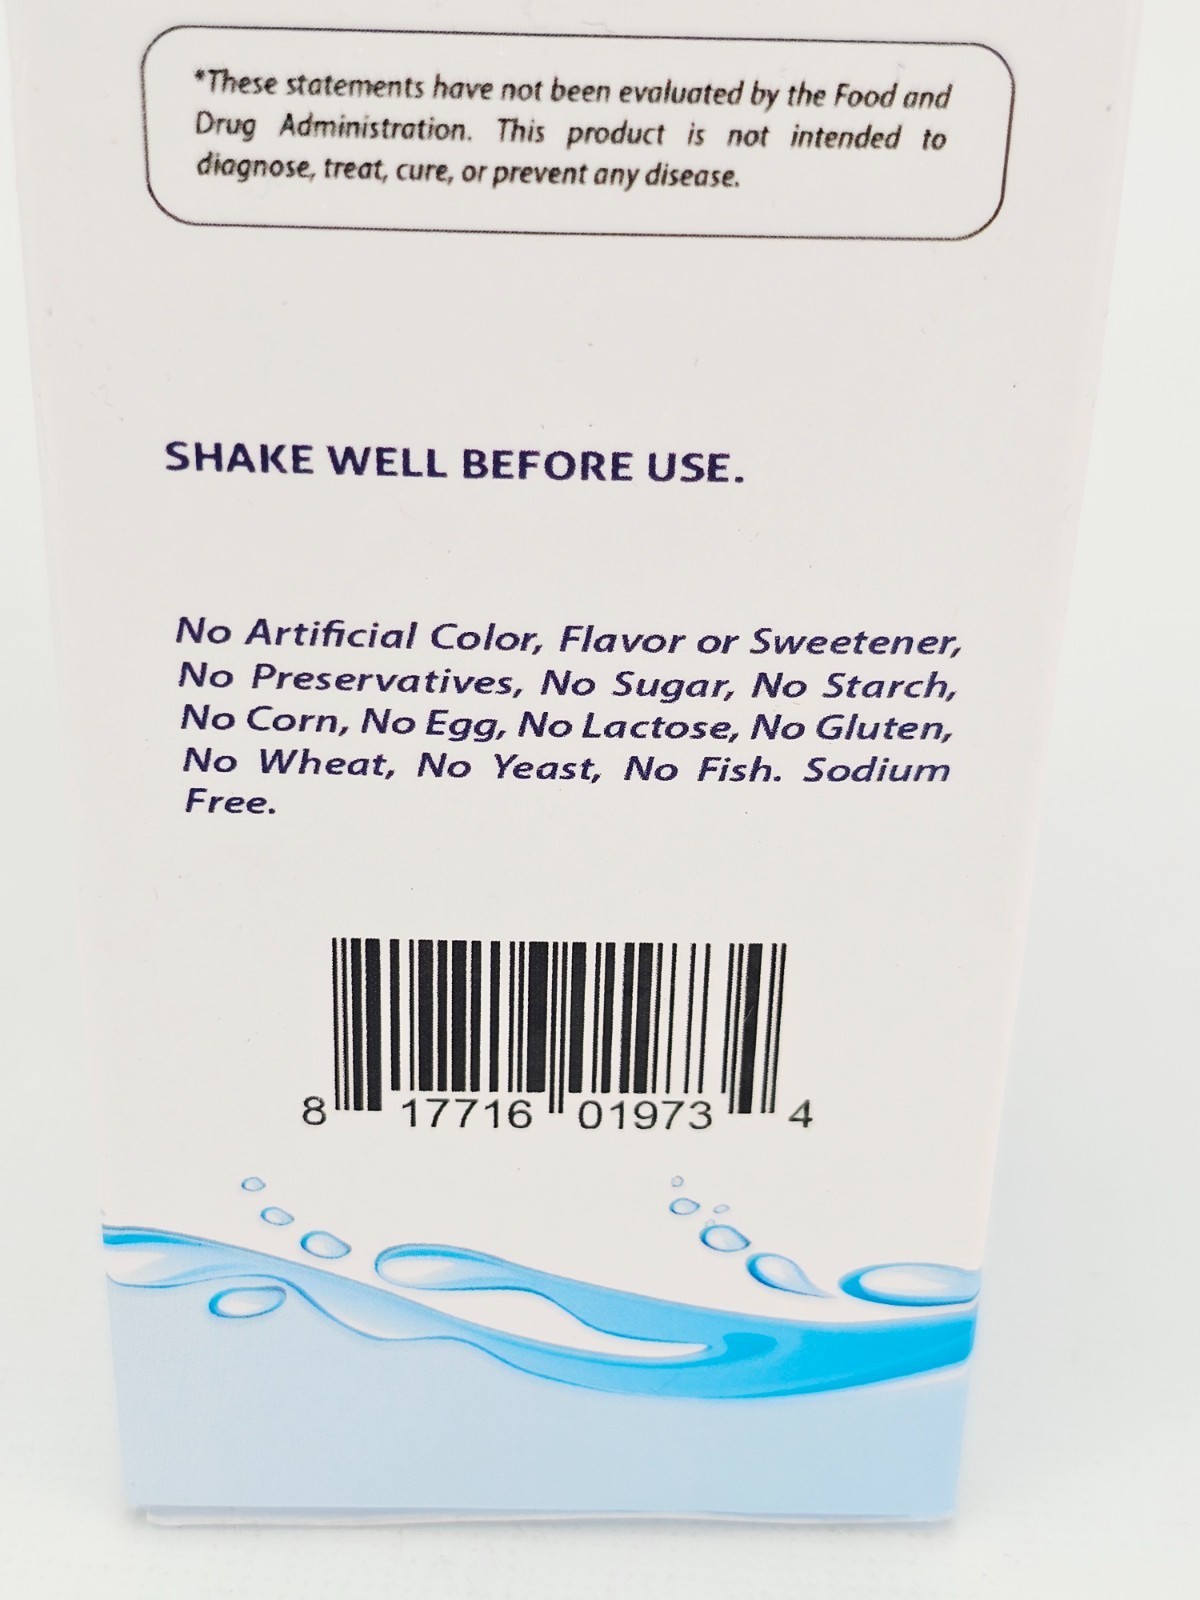 *These statements have not been evaluated by the Food and
Drug Administration. This product is not intended to
diagnose, treat, cure, or prevent any disease.
SHAKE WELL BEFORE USE.
No Artificial Color, Flavor or Sweetener,
No Preservatives, No Sugar, No Starch,
No Corn, No Egg, No Lactose, No Gluten,
No Wheat, No Yeast, No Fish. Sodium
Free.
8 17716 01973 4